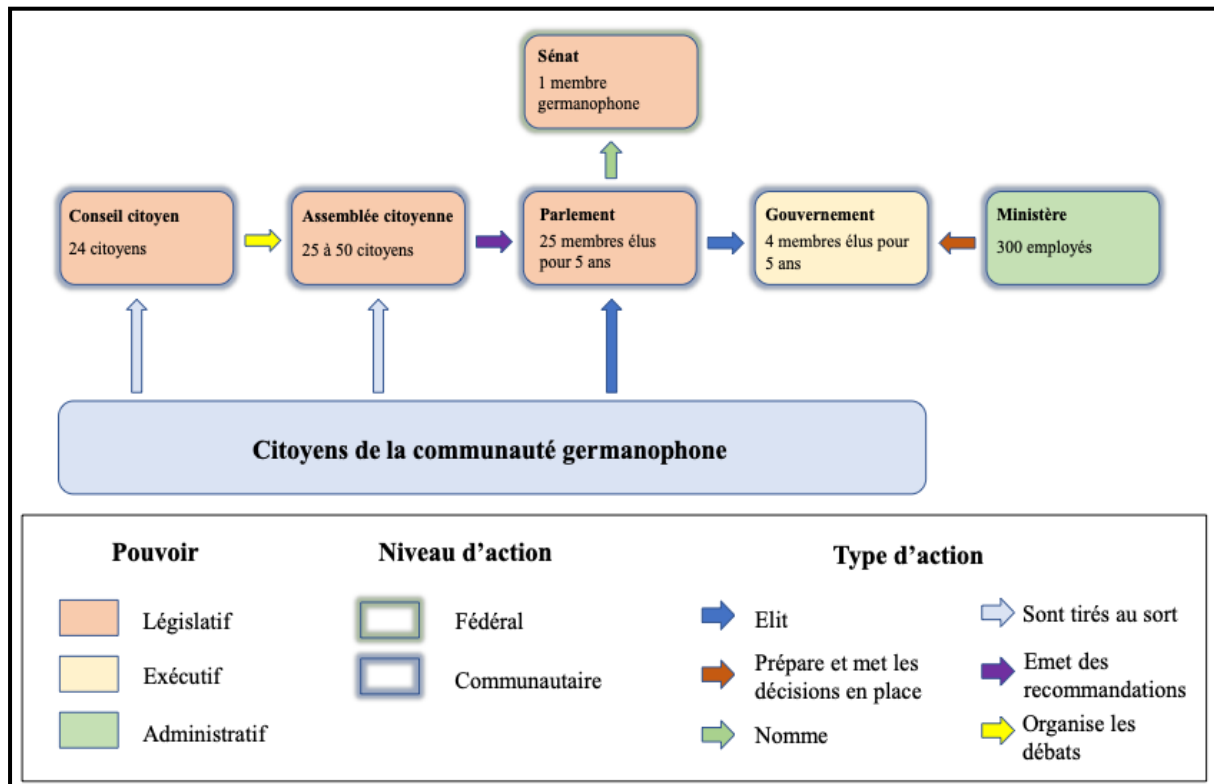 Sénat
1 membre
germanophone
Conseil citoyen
24 citoyens
Assemblée citoyenne
25 à 50 citoyens
Parlement
25 membres élus
pour 5 ans
Gouvernement
4 membres élus pour
5 ans
Ministère
300 employés
Citoyens de la communauté germanophone
Pouvoir
Législatif
Exécutif
Administratif
Niveau d’action
Fédéral
Communautaire
Type d’action
Elit
Prépare et met les
décisions en place
Nomme
Sont tirés au sort
Emet des
recommandations
Organise les
débats